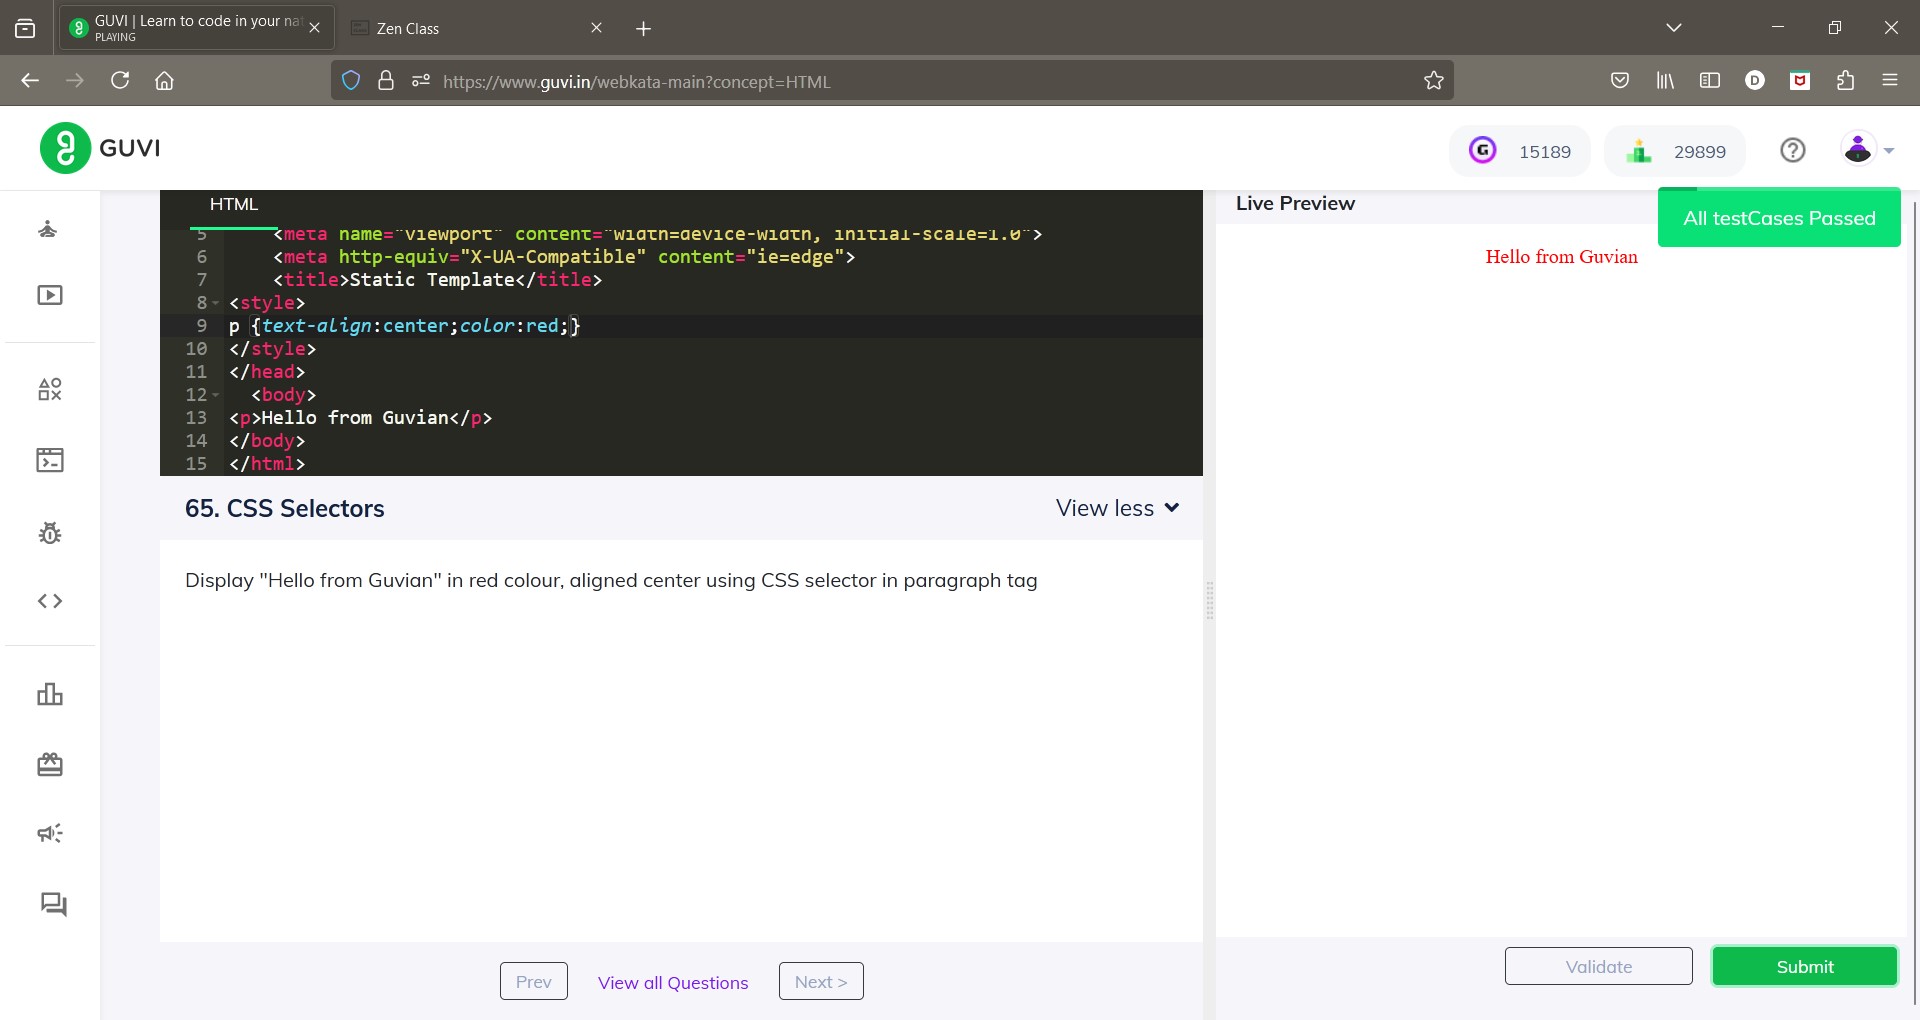 GUVI | Learn to code in your nat
PLAYING
Zen Class
https://www.guvi.in/webkata-main?concept=HTML
GUVI
15189
29899
HTML
Live Preview
All testCases Passed
5 <meta name="viewport" content="width=device-width, initial-scale=1.0">
6 <meta http-equiv="X-UA-Compatible" content="ie=edge">
7 <title>Static Template</title>
8 <style>
9 p {text-align:center;color:red;}
10 </style>
11 </head>
12 <body>
13 <p>Hello from Guvian</p>
14 </body>
15 </html>
Hello from Guvian
65. CSS Selectors
View less
Display "Hello from Guvian" in red colour, aligned center using CSS selector in paragraph tag
Prev
View all Questions
Next >
Validate
Submit